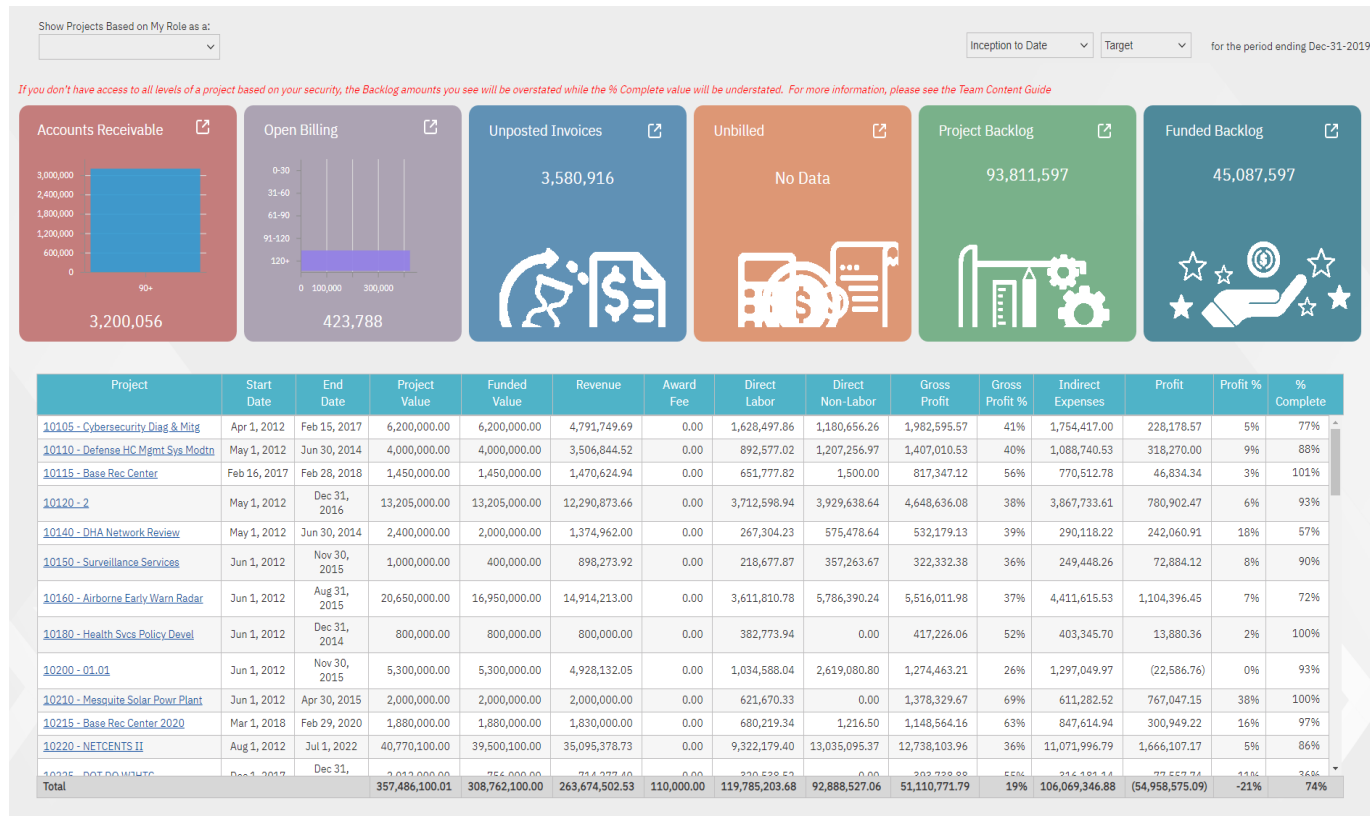 Show Projects Based on My Role as a:
Inception to Date Target for the period ending Dec-31-2019
If you don't have access to all levels of a project based on your security, the Backlog amounts you see will be overstated while the % Complete value will be understated. For more information, please see the Team Content Guide
Accounts Receivable
3,000,000
2,400,000
1,800,000
1,200,000
600,000
0
90+
3,200,056
Open Billing
0-30
31-60
61-90
91-120
120+
0 100,000 300,000
423,788
Unposted Invoices
3,580,916
Unbilled
No Data
Project Backlog
93,811,597
Funded Backlog
45,087,597
Project Start Date End Date Project Value Funded Value Revenue Award Fee Direct Labor Direct Non-Labor Gross Profit Gross Profit % Indirect Expenses Profit Profit % % Complete
10105 - Cybersecurity Diag & Mitg Apr 1, 2012 Feb 15, 2017 6,200,000.00 6,200,000.00 4,791,749.69 0.00 1,628,497.86 1,180,656.26 1,982,595.57 41% 1,754,417.00 228,178.57 5% 77%
10110 - Defense HC Mgmt Sys Modtn May 1, 2012 Jun 30, 2014 4,000,000.00 4,000,000.00 3,506,844.52 0.00 892,577.02 1,207,256.97 1,407,010.53 40% 1,088,740.53 318,270.00 9% 88%
10115 - Base Rec Center Feb 16, 2017 Feb 28, 2018 1,450,000.00 1,450,000.00 1,470,624.94 0.00 651,777.82 1,500.00 817,347.12 56% 770,512.78 46,834.34 3% 101%
10120 - 2 May 1, 2012 Dec 31, 2016 13,205,000.00 13,205,000.00 12,290,873.66 0.00 3,712,598.94 3,929,638.64 4,648,636.08 38% 3,867,733.61 780,902.47 6% 93%
10140 - DHA Network Review May 1, 2012 Jun 30, 2014 2,400,000.00 2,000,000.00 1,374,962.00 0.00 267,304.23 575,478.64 532,179.13 39% 290,118.22 242,060.91 18% 57%
10150 - Surveillance Services Jun 1, 2012 Nov 30, 2015 1,000,000.00 400,000.00 898,273.92 0.00 218,677.87 357,263.67 322,332.38 36% 249,448.26 72,884.12 8% 90%
10160 - Airborne Early Warn Radar Jun 1, 2012 Aug 31, 2015 20,650,000.00 16,950,000.00 14,914,213.00 0.00 3,611,810.78 5,786,390.24 5,516,011.98 37% 4,411,615.53 1,104,396.45 7% 72%
10180 - Health Svcs Policy Devel Jun 1, 2012 Dec 31, 2014 800,000.00 800,000.00 800,000.00 0.00 382,773.94 0.00 417,226.06 52% 403,345.70 13,880.36 2% 100%
10200 - 01.01 Jun 1, 2012 Nov 30, 2015 5,300,000.00 5,300,000.00 4,928,132.05 0.00 1,034,588.04 2,619,080.80 1,274,463.21 26% 1,297,049.97 (22,586.76) 0% 93%
10210 - Mesquite Solar Powr Plant Jun 1, 2012 Apr 30, 2015 2,000,000.00 2,000,000.00 2,000,000.00 0.00 621,670.33 0.00 1,378,329.67 69% 611,282.52 767,047.15 38% 100%
10215 - Base Rec Center 2020 Mar 1, 2018 Feb 29, 2020 1,880,000.00 1,880,000.00 1,830,000.00 0.00 680,219.34 1,216.50 1,148,564.16 63% 847,614.94 300,949.22 16% 97%
10220 - NETCENTS II Aug 1, 2012 Jul 1, 2022 40,770,100.00 39,500,100.00 35,095,378.73 0.00 9,322,179.40 13,035,095.37 12,738,103.96 36% 11,071,996.79 1,666,107.17 5% 86%
Dec 31,
Total 357,486,100.01 308,762,100.00 263,674,502.53 110,000.00 119,785,203.68 92,888,527.06 51,110,771.79 19% 106,069,346.88 (54,958,575.09) -21% 74%